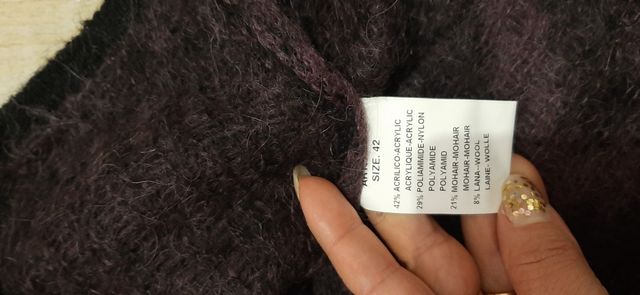 SIZE. 42
42% ACRILICO-ACRYLIC
ACRYLIQUE-ACRYLIC
29% POLIAMMIDE-NYLON
POLYAMIDE
POLYAMID
21% MOHAIR-MOHAIR
MOHAIR-MOHAIR
8% LANA-WOOL
LAINE- WOLLE